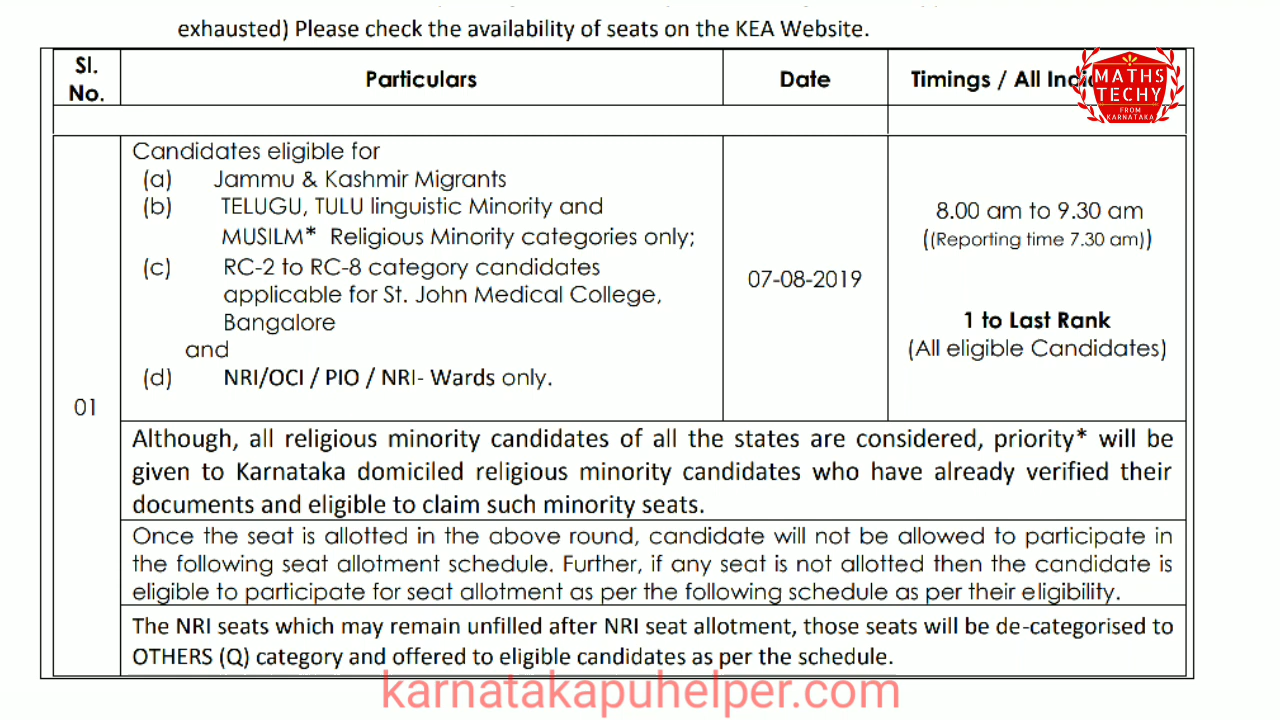 exhausted) Please check the availability of seats on the KEA Website.
Sl.
No.
Particulars
Date
Timings / All
MATHS
TECHY
FROM
KARNATAKA
01
Candidates eligible for
(a) Jammu & Kashmir Migrants
(b) TELUGU, TULU linguistic Minority and
MUSILM* Religious Minority categories only;
(c) RC-2 to RC-8 category candidates
applicable for St. John Medical College,
Bangalore
and
(d) NRI/OCI / PIO / NRI- Wards only.
07-08-2019
8.00 am to 9.30 am
((Reporting time 7.30 am))
1 to Last Rank
(All eligible Candidates)
Although, all religious minority candidates of all the states are considered, priority* will be
given to Karnataka domiciled religious minority candidates who have already verified their
documents and eligible to claim such minority seats.
Once the seat is allotted in the above round, candidate will not be allowed to participate in
the following seat allotment schedule. Further, if any seat is not allotted then the candidate is
eligible to participate for seat allotment as per the following schedule as per their eligibility.
The NRI seats which may remain unfilled after NRI seat allotment, those seats will be de-categorised to
OTHERS (Q) category and offered to eligible candidates as per the schedule.
karnatakapuhelper.com